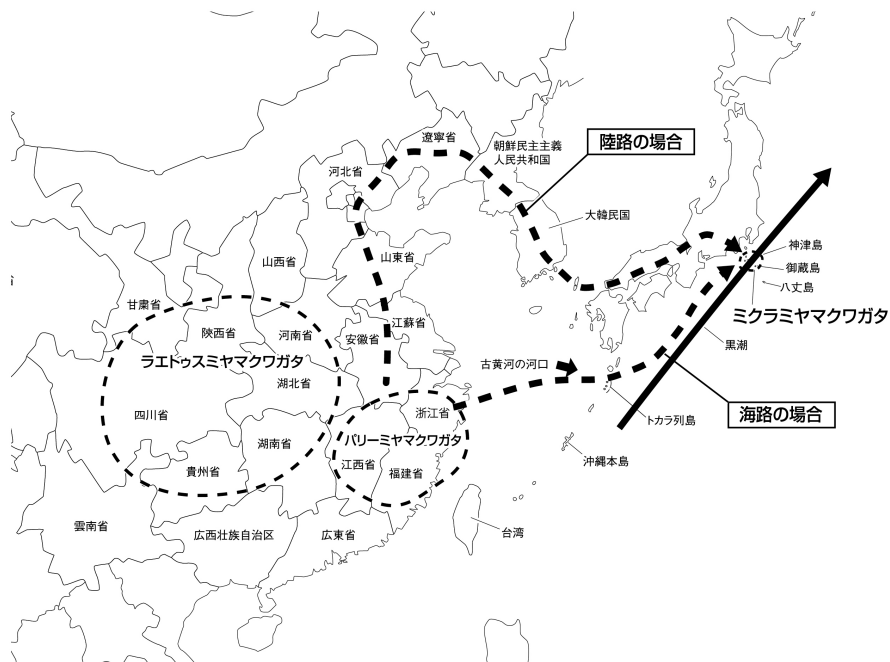 遼寧省
朝鮮民主主義
人民共和国
陸路の場合
河北省
大韓民国
山西省
山東省
神津島
御蔵島
八丈島
ミクラミヤマクワガタ
甘粛省
陝西省
河南省
安徽省
江蘇省
ラエトゥスミヤマクワガタ
黒潮
古黄河の河口
湖北省
四川省
浙江省
トカラ列島
海路の場合
パリーミヤマクワガタ
湖南省
貴州省
江西省
福建省
沖縄本島
雲南省
広西壮族自治区
広東省
台湾